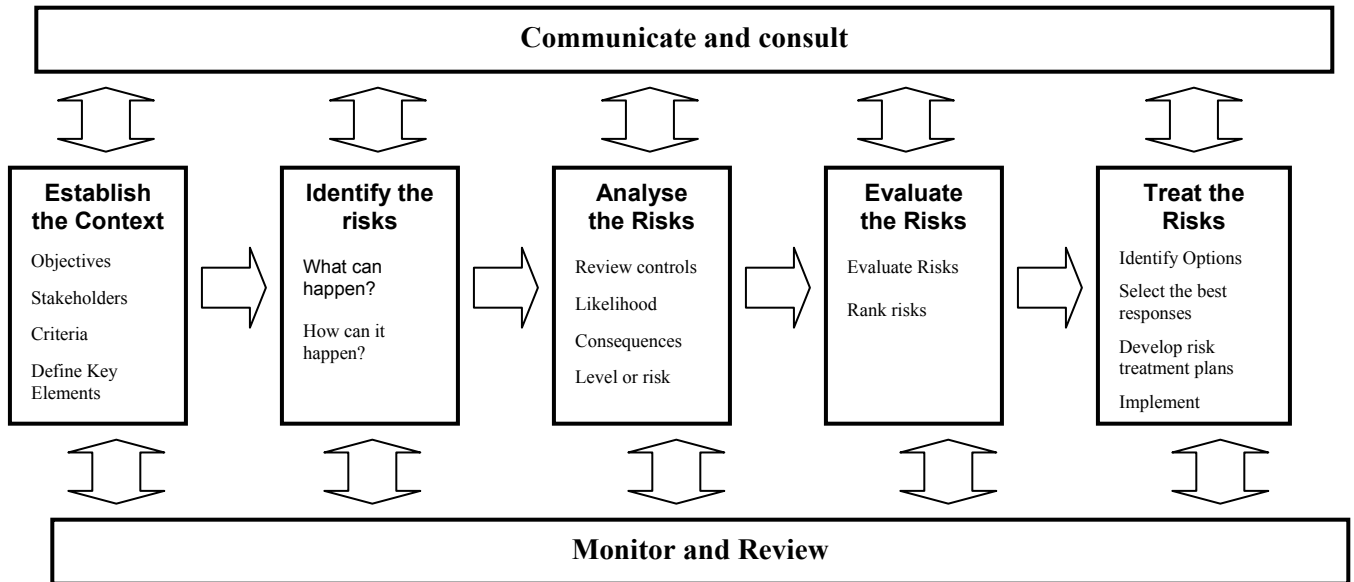 Communicate and consult
Establish
the Context
Objectives
Stakeholders
Criteria
Define Key
Elements
Identify the
risks
What can
happen?
How can it
happen?
Analyse
the Risks
Review controls
Likelihood
Consequences
Level or risk
Evaluate
the Risks
Evaluate Risks
Rank risks
Treat the
Risks
Identify Options
Select the best
responses
Develop risk
treatment plans
Implement
Monitor and Review